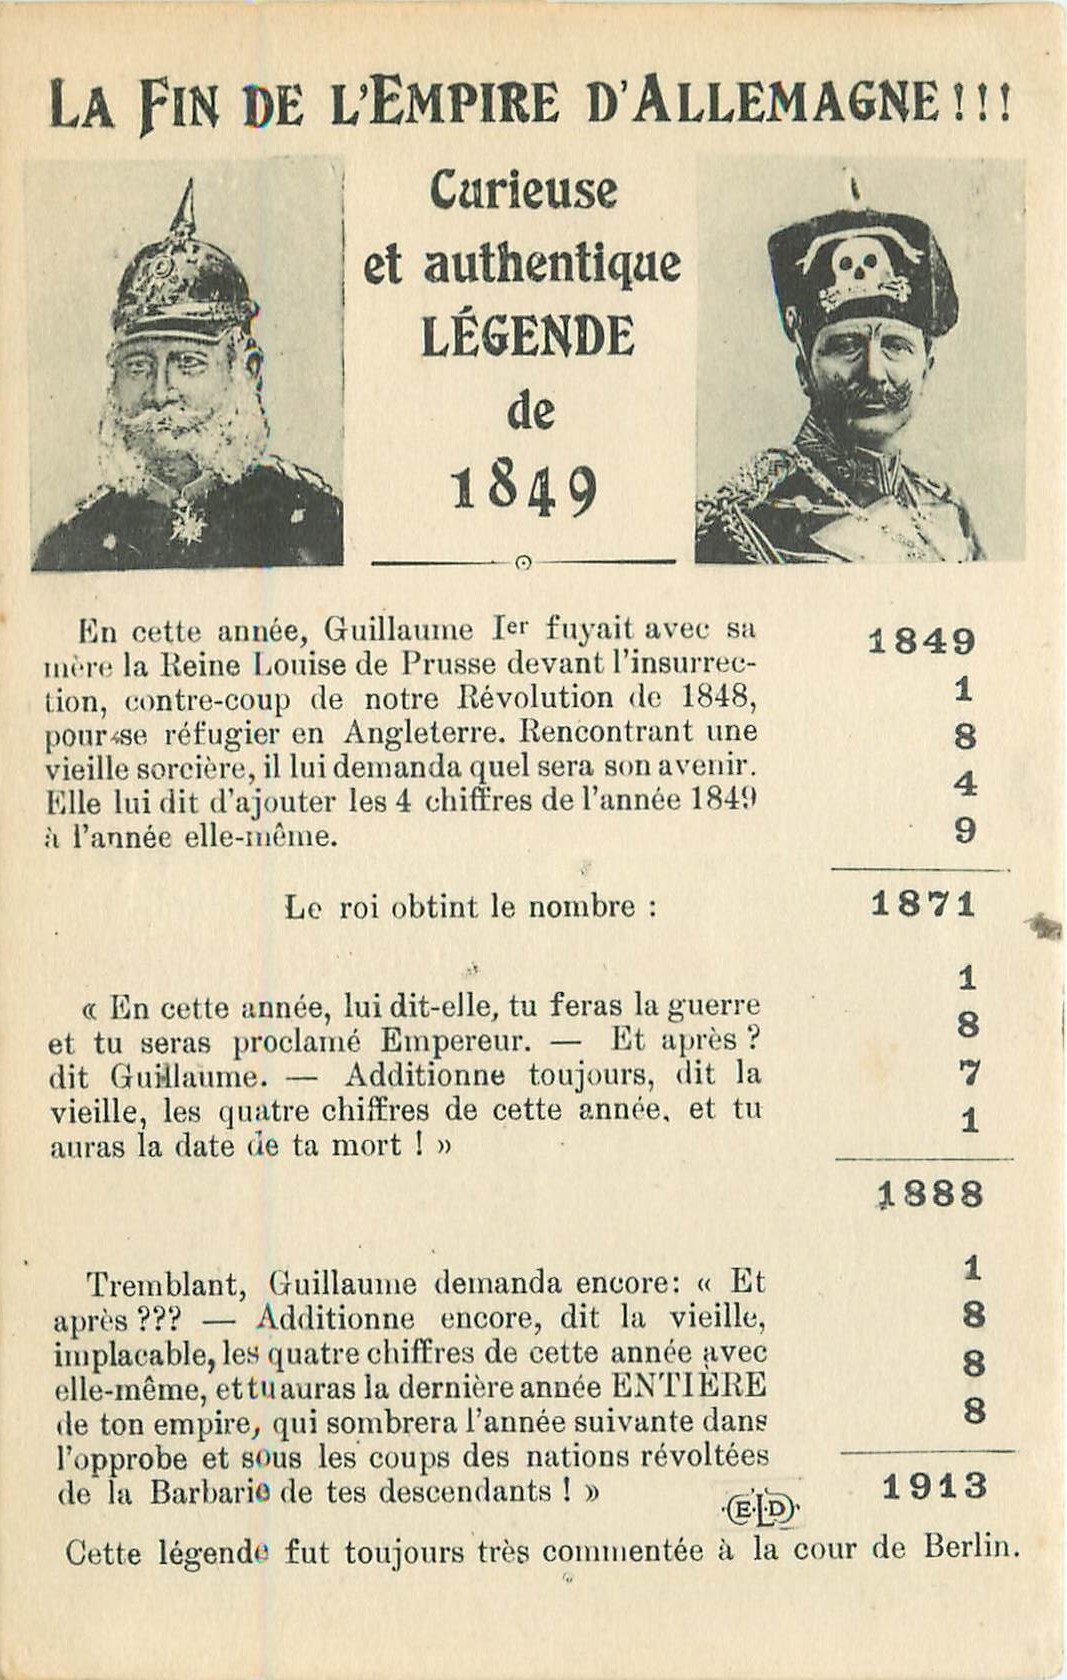 LA FIN DE L'EMPIRE D'ALLEMAGNE!!!
Curieuse
et authentique
LÉGENDE
de
1849
En cette année, Guillaume Ier fuyait avec sa
mère la Reine Louise de Prusse devant l'insurrec-
tion, contre-coup de notre Révolution de 1848,
pour se réfugier en Angleterre. Rencontrant une
vieille sorcière, il lui demanda quel sera son avenir.
Elle lui dit d'ajouter les 4 chiffres de l'année 1849
à l'année elle-même.
1849
1
8
4
9
Le roi obtint le nombre : 1871
« En cette année, lui dit-elle, tu feras la guerre
et tu seras proclamé Empereur. — Et après ?
dit Guillaume. — Additionne toujours, dit la
vieille, les quatre chiffres de cette année, et tu
auras la date de ta mort ! »
1
8
7
1
1888
Tremblant, Guillaume demanda encore: « Et
après ??? — Additionne encore, dit la vieille,
implacable, les quatre chiffres de cette année avec
elle-même, et tu auras la dernière année ENTIÈRE
de ton empire, qui sombrera l'année suivante dans
l'opprobe et sous les coups des nations révoltées
de la Barbarie de tes descendants ! »
1
8
8
8
1913
E.L.D
Cette légende fut toujours très commentée à la cour de Berlin.